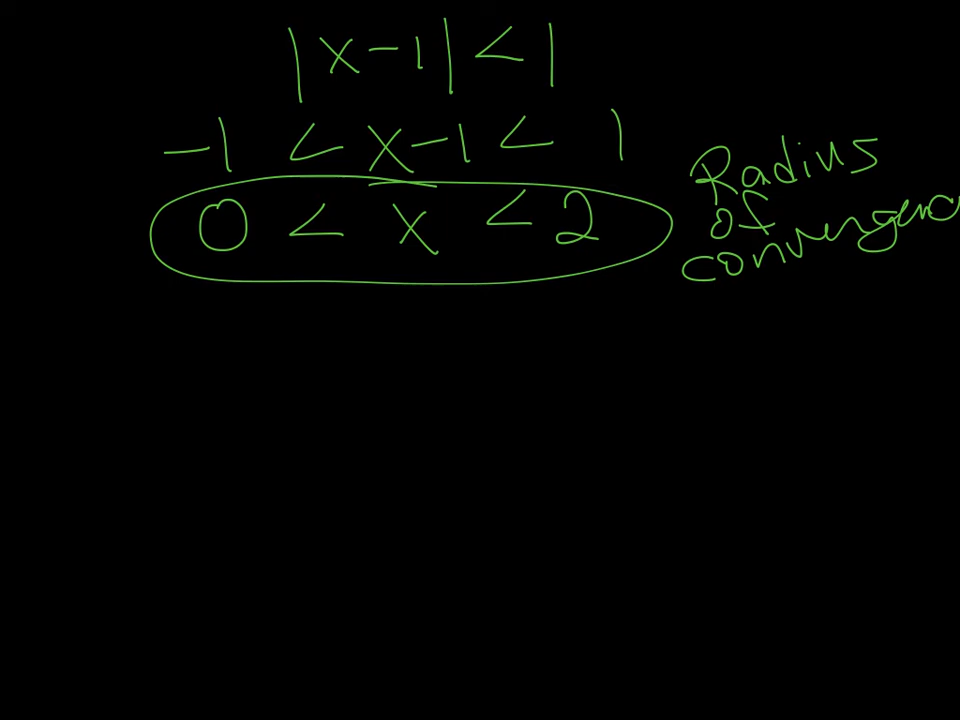 |x-1| < 1
-1 < x-1 < 1
0 < x < 2
Radius
of